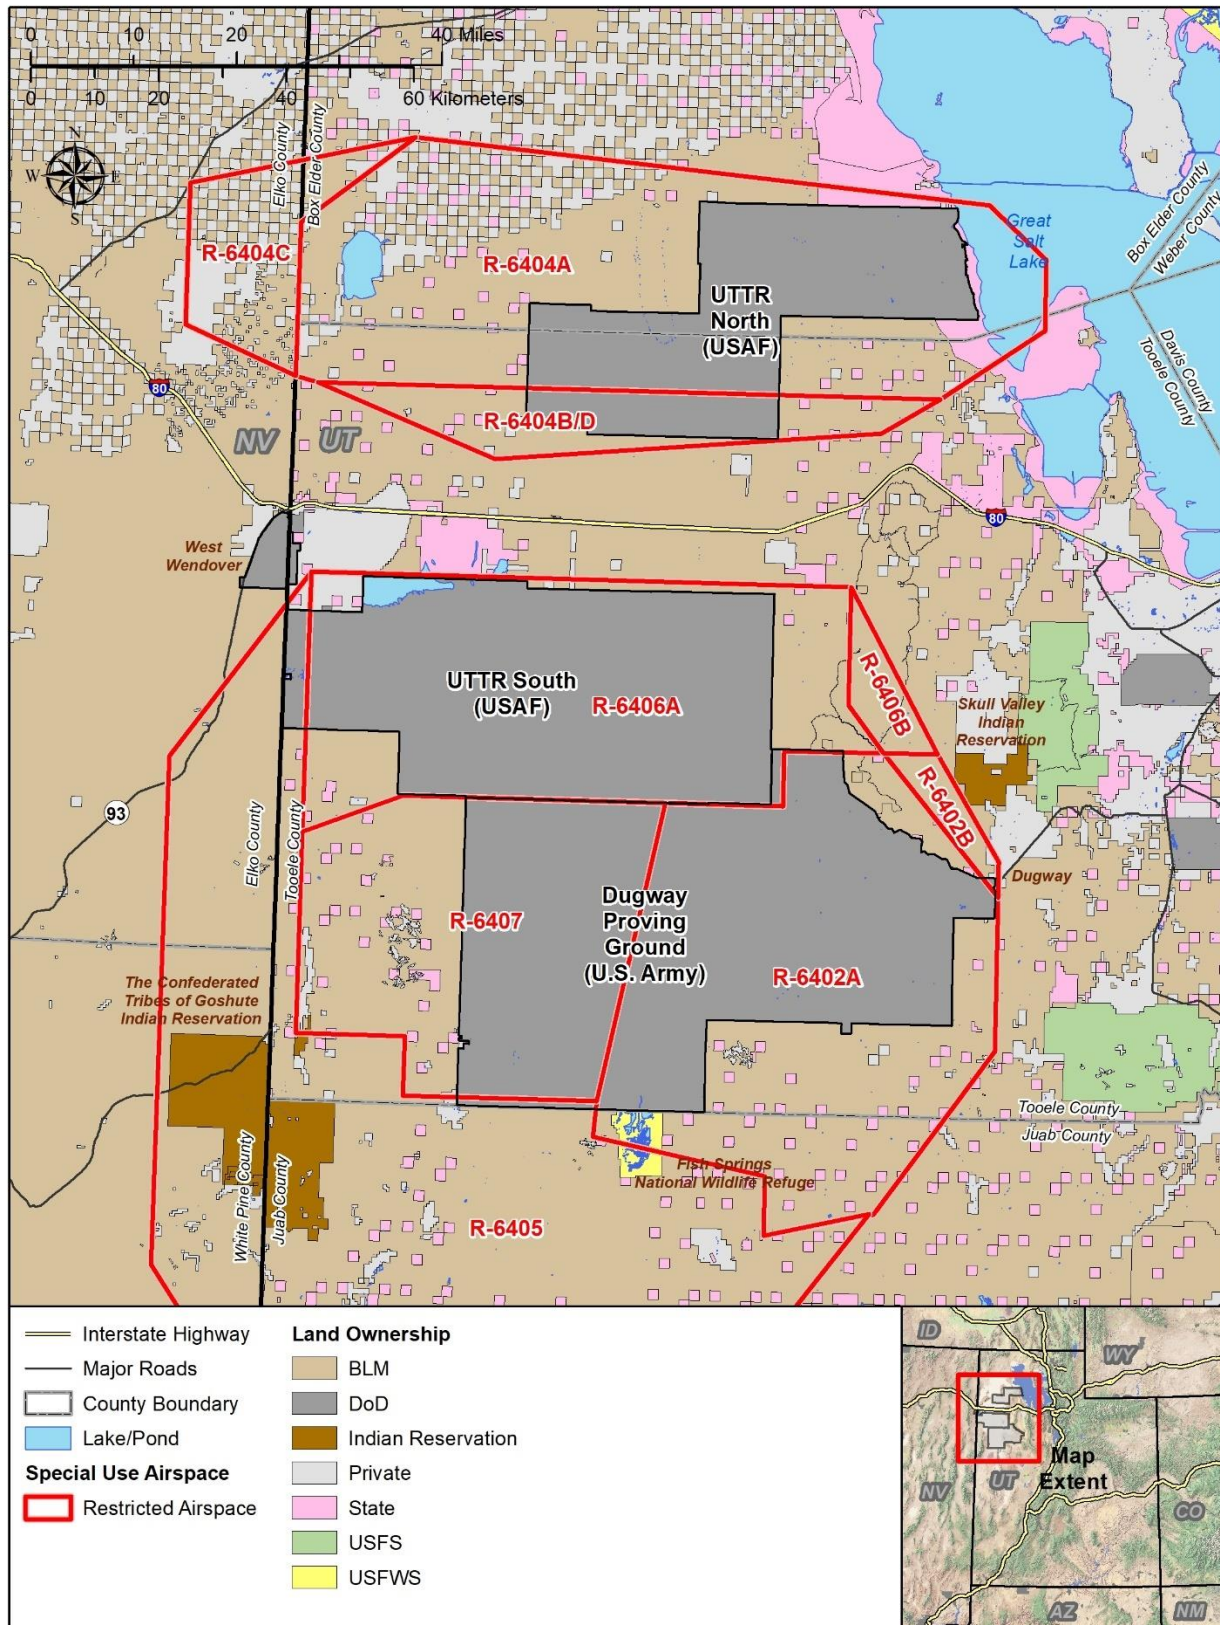 0 20 40 Miles
0 10 20 40 60 Kilometers
N
W E
S
Elko County
Box Elder County
R-6404C
R-6404A
Great
Salt
Lake
Box Elder County
Weber County
UTTR
North
(USAF)
Davis County
Tooele County
80
R-6404B/D
NV UT
80
West
Wendover
UTTR South
(USAF)
R-6406A
R-6406B
Skull Valley
Indian
Reservation
R-6402B
93
Elko County
Tooele County
Dugway
R-6407
Dugway
Proving
Ground
(U.S. Army)
R-6402A
The Confederated
Tribes of Goshute
Indian Reservation
Tooele County
Juab County
White Pine County
Juab County
Fish Springs
National Wildlife Refuge
R-6405
Interstate Highway
Major Roads
County Boundary
Lake/Pond
Special Use Airspace
Restricted Airspace
Land Ownership
BLM
DoD
Indian Reservation
Private
State
USFS
USFWS
ID
WY
NV
UT
Map
Extent
CO
AZ
NM